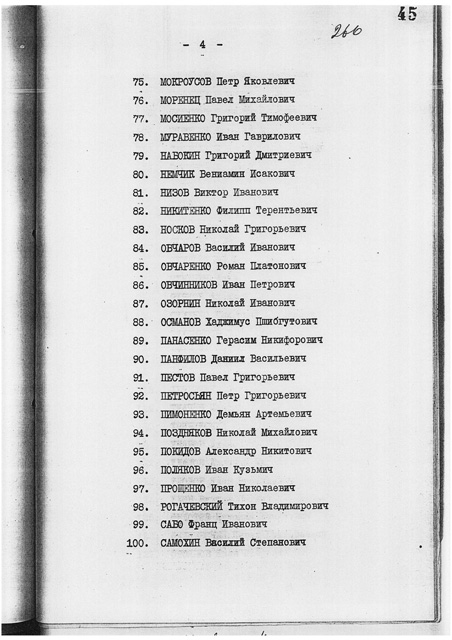 45
266
- 4 -
75. МОКРОУСОВ Петр Яковлевич
76. МОРЕНЕЦ Павел Михайлович
77. МОСИЕНКО Григорий Тимофеевич
78. МУРАВЕНКО Иван Гаврилович
79. НАВОКИН Григорий Дмитриевич
80. НЕМЧИК Вениамин Исакович
81. НИЗОВ Виктор Иванович
82. НИКИТЕНКО Филипп Терентьевич
83. НОСКОВ Николай Григорьевич
84. ОВЧАРОВ Василий Иванович
85. ОВЧАРЕНКО Роман Платонович
86. ОВЧИННИКОВ Иван Петрович
87. ОЗОРНИН Николай Иванович
88. ОСМАНОВ Хаджимус Пшибгутович
89. ПАНАСЕНКО Герасим Никифорович
90. ПАНФИЛОВ Даниил Васильевич
91. ПЕСТОВ Павел Григорьевич
92. ПЕТРОСЬЯН Петр Григорьевич
93. ПИМОНЕНКО Демьян Артемьевич
94. ПОЗДНЯКОВ Николай Михайлович
95. ПОКИДОВ Александр Никитович
96. ПОЛЯКОВ Иван Кузьмич
97. ПРОЩЕНКО Иван Николаевич
98. РОГАЧЕВСКИЙ Тихон Владимирович
99. САБО Франц Иванович
100. САМОХИН Василий Степанович